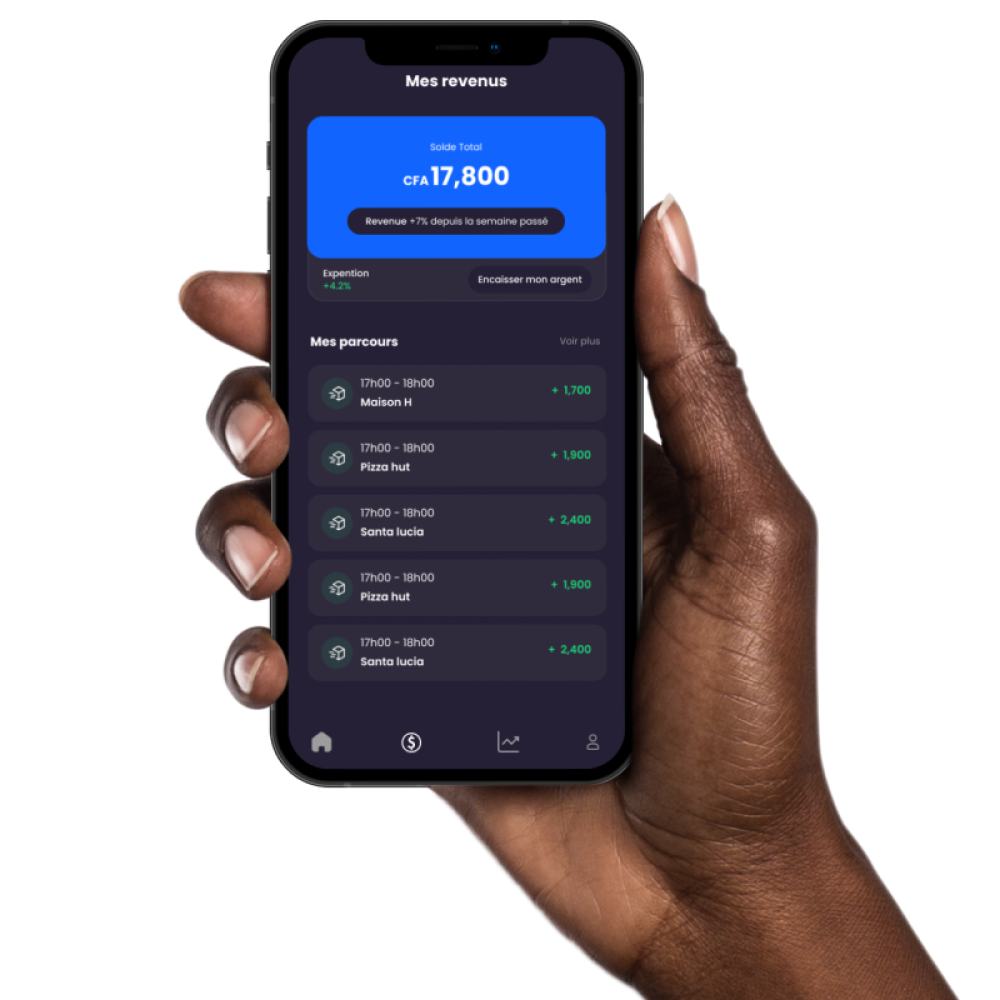 Mes revenus
Solde Total
CFA 17,800
Revenue +7% depuis la semaine passé
Expention
+4.2%
Encaisser mon argent
Mes parcours
Voir plus
17h00 - 18h00
+ 1,700
Maison H
17h00 - 18h00
+ 1,900
Pizza hut
17h00 - 18h00
+ 2,400
Santa lucia
17h00 - 18h00
+ 1,900
Pizza hut
17h00 - 18h00
+ 2,400
Santa lucia